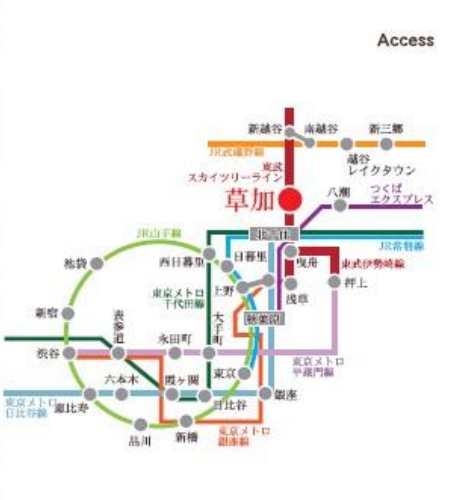 Access
新越谷
南越谷
新三郷
JR武蔵野線
越谷
レイクタウン
東武
スカイツリーライン
草加
八潮
つくば
エクスプレス
北千住
JR山手線
JR常磐線
池袋
西日暮里
日暮里
曳舟
東武伊勢崎線
上野
浅草
押上
東京メトロ
千代田線
新宿
表参道
永田町
大手町
秋葉原
渋谷
東京
東京メトロ
半蔵門線
六本木
霞ヶ関
日比谷
銀座
東京メトロ
日比谷線
恵比寿
品川
新橋
東京メトロ
銀座線